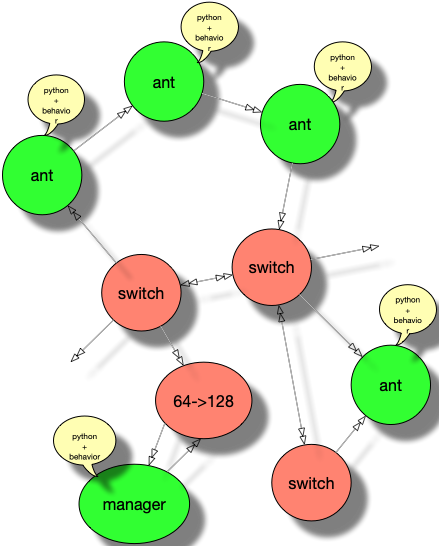 python
+
behavio
r
ant
python
+
behavio
r
ant
python
+
behavio
r
ant
switch
switch
python
+
behavio
r
ant
64->128
python
+
behavior
manager
switch